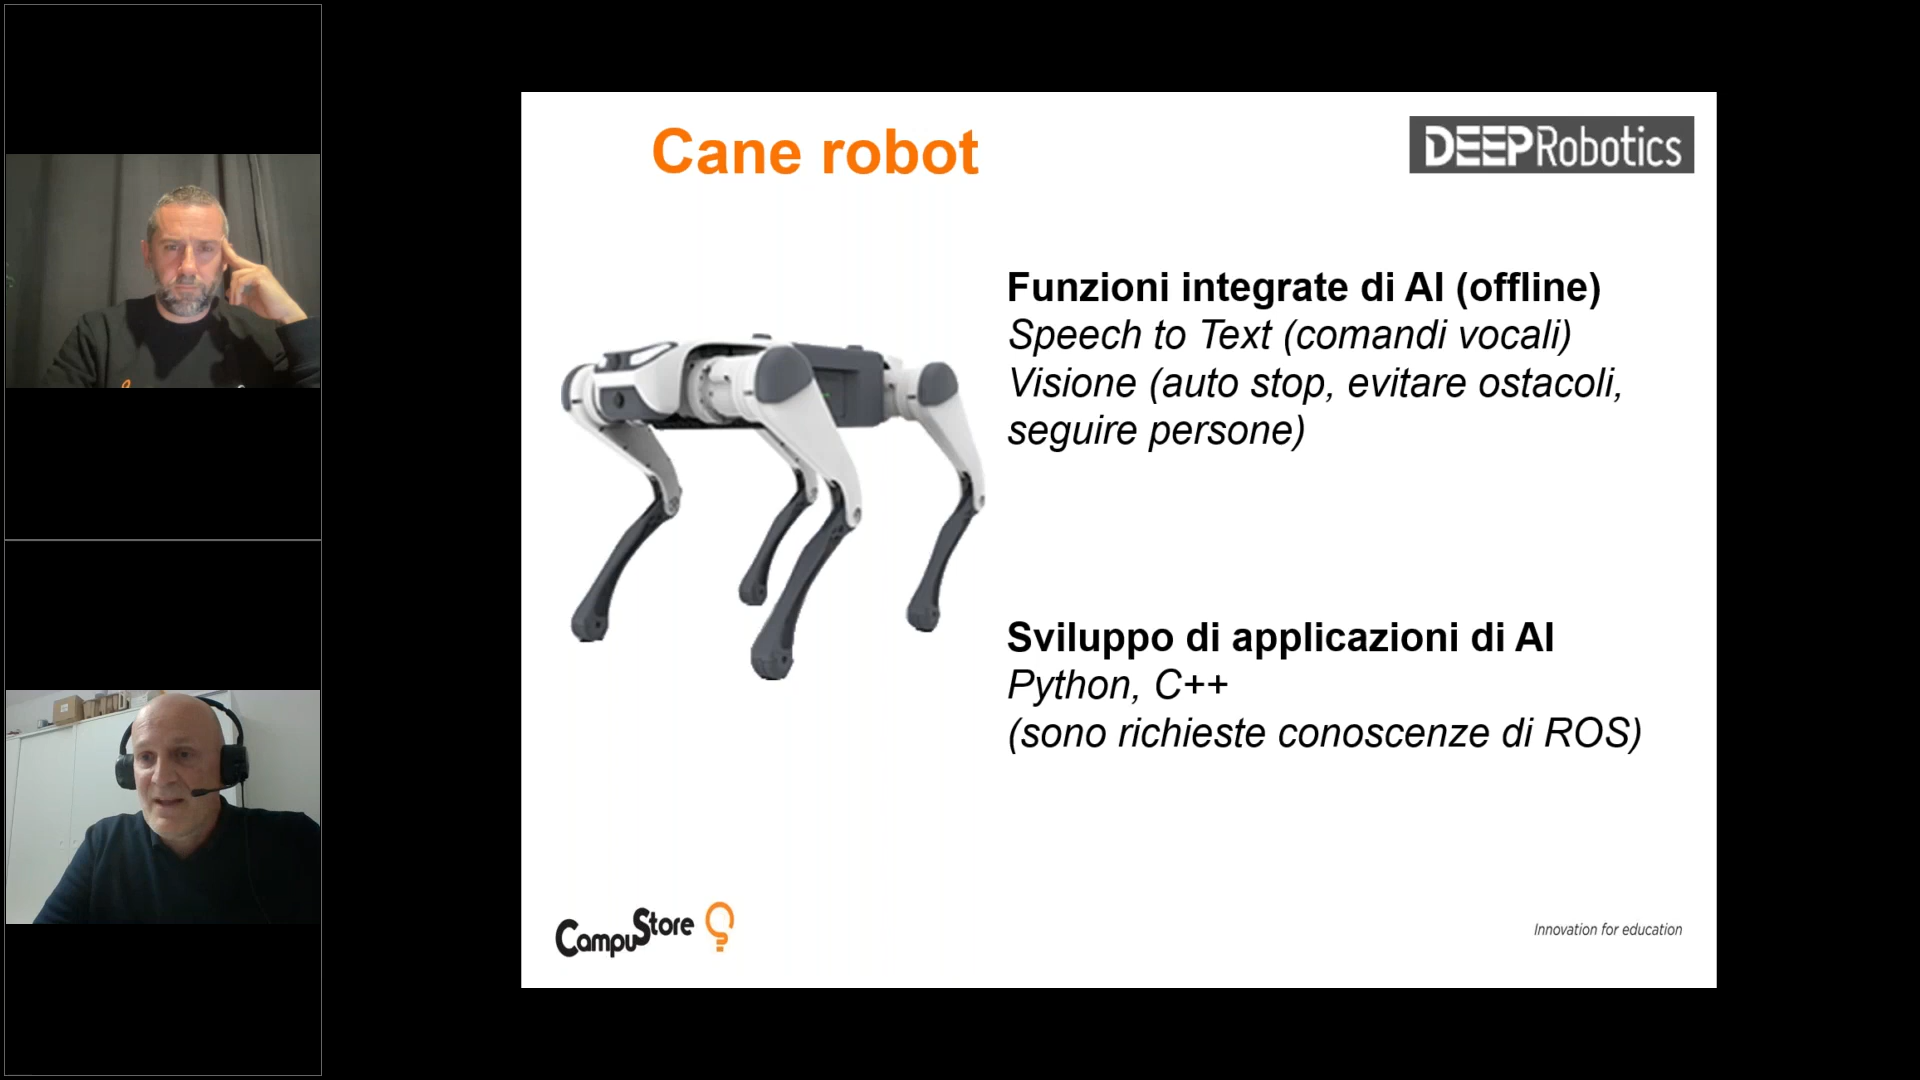 Cane robot
DEEPRobotics
Funzioni integrate di AI (offline)
Speech to Text (comandi vocali)
Visione (auto stop, evitare ostacoli,
seguire persone)
Sviluppo di applicazioni di AI
Python, C++
(sono richieste conoscenze di ROS)
CampuStore
Innovation for education